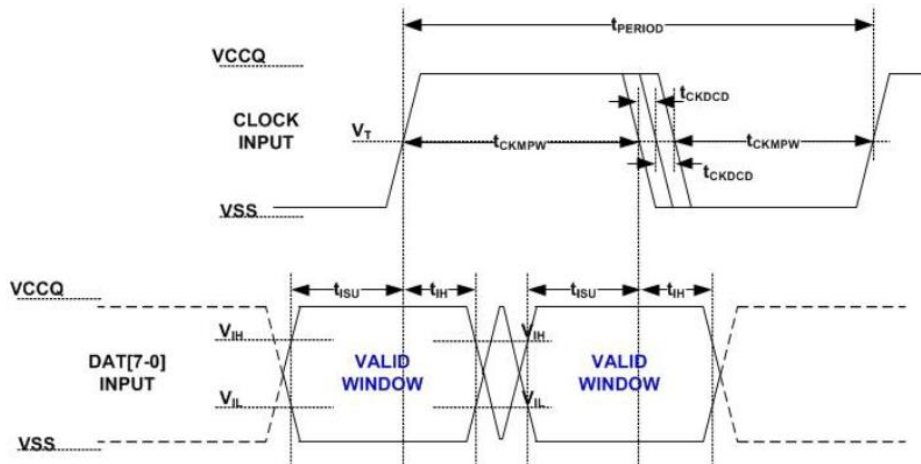 tPERIOD
VCCQ
tCKDCD
CLOCK
INPUT
VT
tCKMPW
tCKMPW
tCKDCD
VSS
VCCQ
tISU
tIH
tISU
tIH
VIH
VIH
DAT[7-0]
INPUT
VALID
WINDOW
VALID
WINDOW
VIL
VIL
VSS